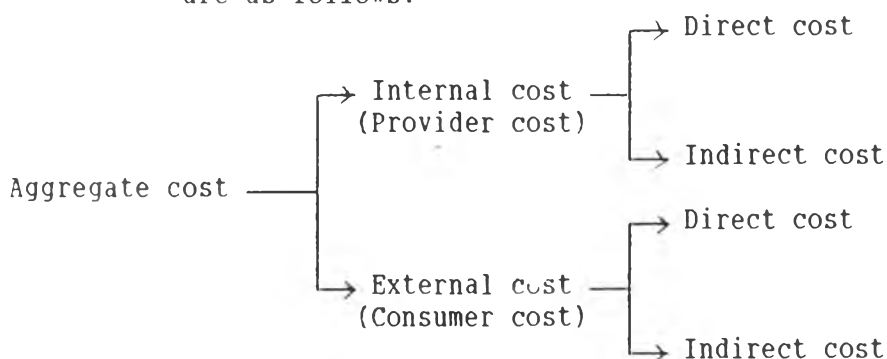 are as follows.
Direct cost
Internal cost
(Provider cost)
Indirect cost
Aggregate cost
Direct cost
External cost
(Consumer cost)
Indirect cost